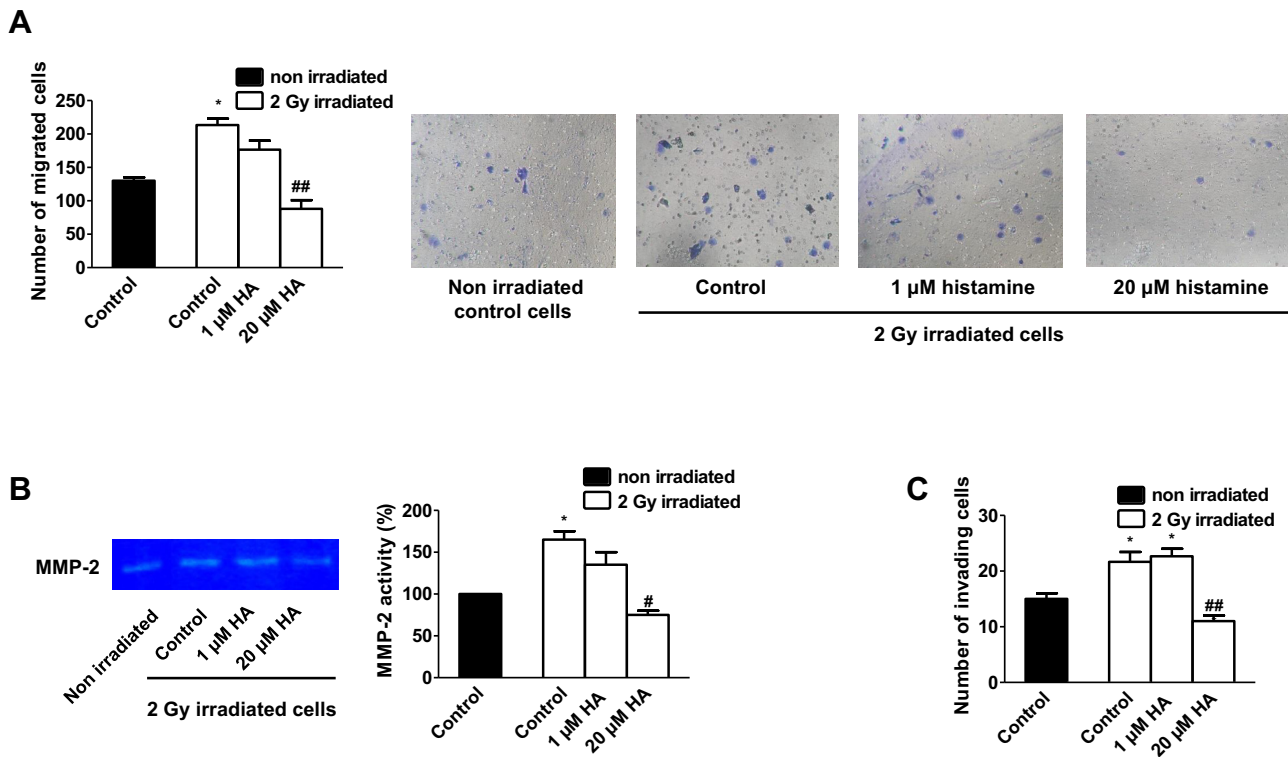 A
non irradiated
2 Gy irradiated
Number of migrated cells
250
200
150
100
50
0
*
##
Control
Control
1 µM HA
20 µM HA
Non irradiated
control cells
Control
1 µM histamine
20 µM histamine
2 Gy irradiated cells
B
MMP-2
Non irradiated
Control
1 µM HA
20 µM HA
2 Gy irradiated cells
non irradiated
2 Gy irradiated
MMP-2 activity (%)
200
150
100
50
0
*
#
Control
Control
1 µM HA
20 µM HA
C
non irradiated
2 Gy irradiated
Number of invading cells
30
20
10
0
*
*
##
Control
Control
1 µM HA
20 µM HA